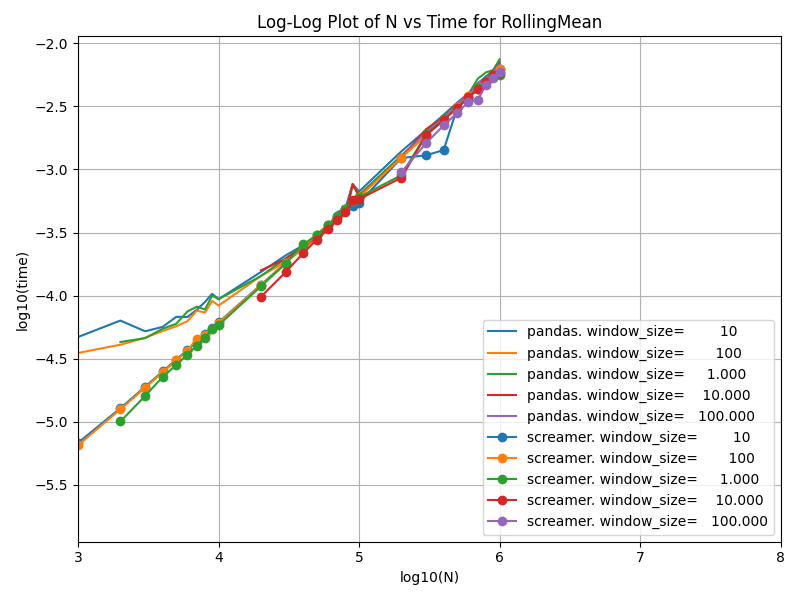 Log-Log Plot of N vs Time for RollingMean
−2.0
−2.5
−3.0
−3.5
−4.0
−4.5
−5.0
−5.5
log10(time)
pandas. window_size= 10
pandas. window_size= 100
pandas. window_size= 1.000
pandas. window_size= 10.000
pandas. window_size= 100.000
screamer. window_size= 10
screamer. window_size= 100
screamer. window_size= 1.000
screamer. window_size= 10.000
screamer. window_size= 100.000
3 4 5 6 7 8
log10(N)